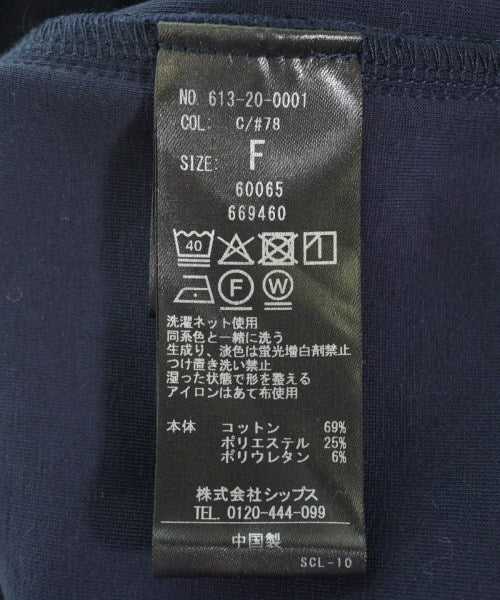 NO. 613-20-0001
COL: C/#78
SIZE: F
60065
669460
40
F W
洗濯ネット使用
同系色と一緒に洗う
生成り、淡色は蛍光増白剤禁止
つけ置き洗い禁止
湿った状態で形を整える
アイロンはあて布使用
本体 コットン 69%
ポリエステル 25%
ポリウレタン 6%
株式会社シップス
TEL. 0120-444-099
中国製
SCL-10